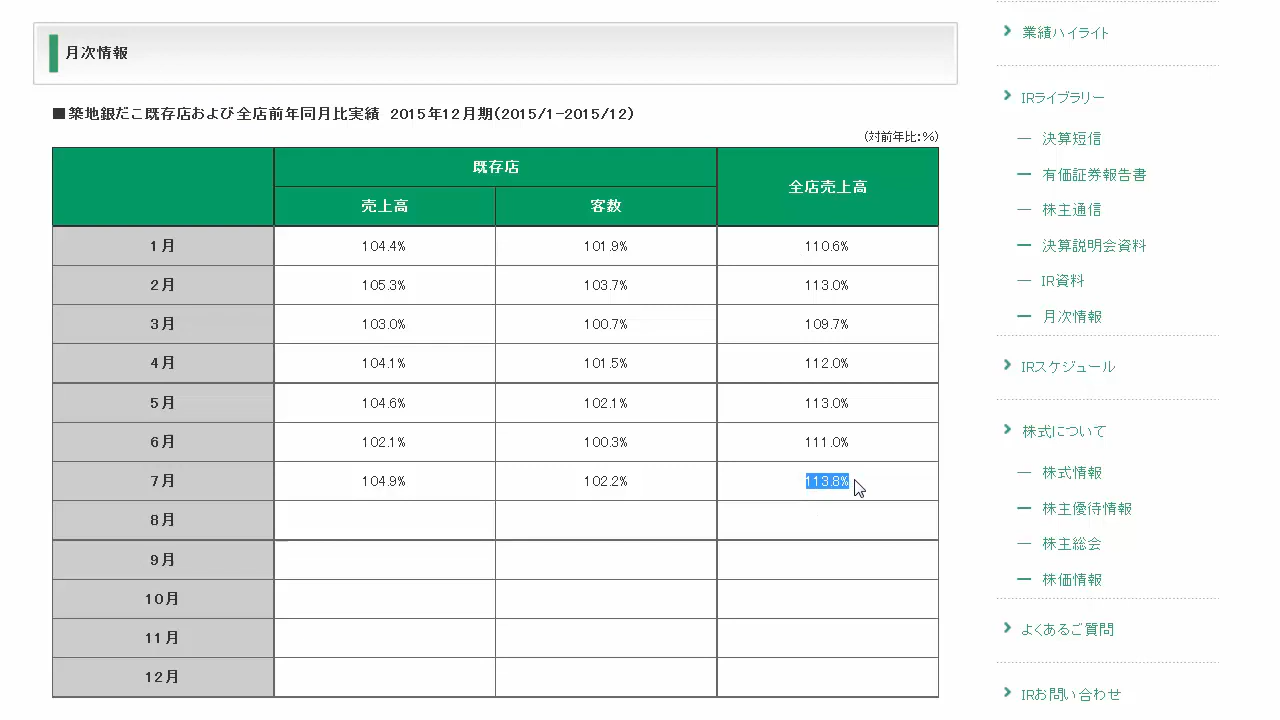 月次情報
■築地銀だこ既存店および全店前年同月比実績 2015年12月期(2015/1-2015/12)
(対前年比:%)
既存店
全店売上高
売上高 客数
1月 104.4% 101.9% 110.6%
2月 105.3% 103.7% 113.0%
3月 103.0% 100.7% 109.7%
4月 104.1% 101.5% 112.0%
5月 104.6% 102.1% 113.0%
6月 102.1% 100.3% 111.0%
7月 104.9% 102.2% 113.8%
8月
9月
10月
11月
12月
業績ハイライト
IRライブラリー
― 決算短信
― 有価証券報告書
― 株主通信
― 決算説明会資料
― IR資料
― 月次情報
IRスケジュール
株式について
― 株式情報
― 株主優待情報
― 株主総会
― 株価情報
よくあるご質問
IRお問い合わせ